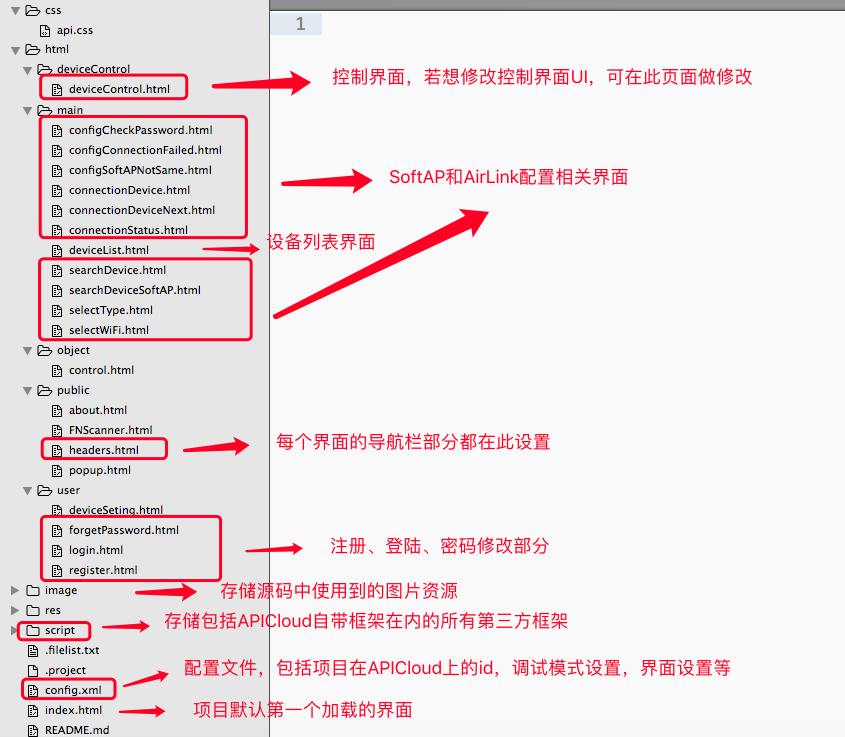 css
1
api.css
html
deviceControl
deviceControl.html
控制界面，若想修改控制界面UI，可在此页面做修改
main
configCheckPassword.html
configConnectionFailed.html
configSoftAPNotSame.html
SoftAP和AirLink配置相关界面
connectionDevice.html
connectionDeviceNext.html
connectionStatus.html
deviceList.html
设备列表界面
searchDevice.html
searchDeviceSoftAP.html
selectType.html
selectWiFi.html
object
control.html
public
about.html
FNScanner.html
headers.html
每个界面的导航栏部分都在此设置
popup.html
user
deviceSeting.html
forgetPassword.html
login.html
注册、登陆、密码修改部分
register.html
image
存储源码中使用到的图片资源
res
script
存储包括APICloud自带框架在内的所有第三方框架
.filelist.txt
.project
配置文件，包括项目在APICloud上的id，调试模式设置，界面设置等
config.xml
index.html
项目默认第一个加载的界面
README.md